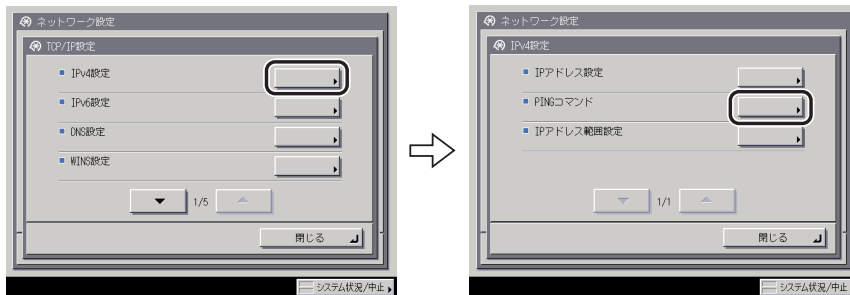 ネットワーク設定
TCP/IP設定
IPv4設定
IPv6設定
DNS設定
WINS設定
1/5
閉じる
システム状況/中止
ネットワーク設定
IPv4設定
IPアドレス設定
PINGコマンド
IPアドレス範囲設定
1/1
閉じる
システム状況/中止